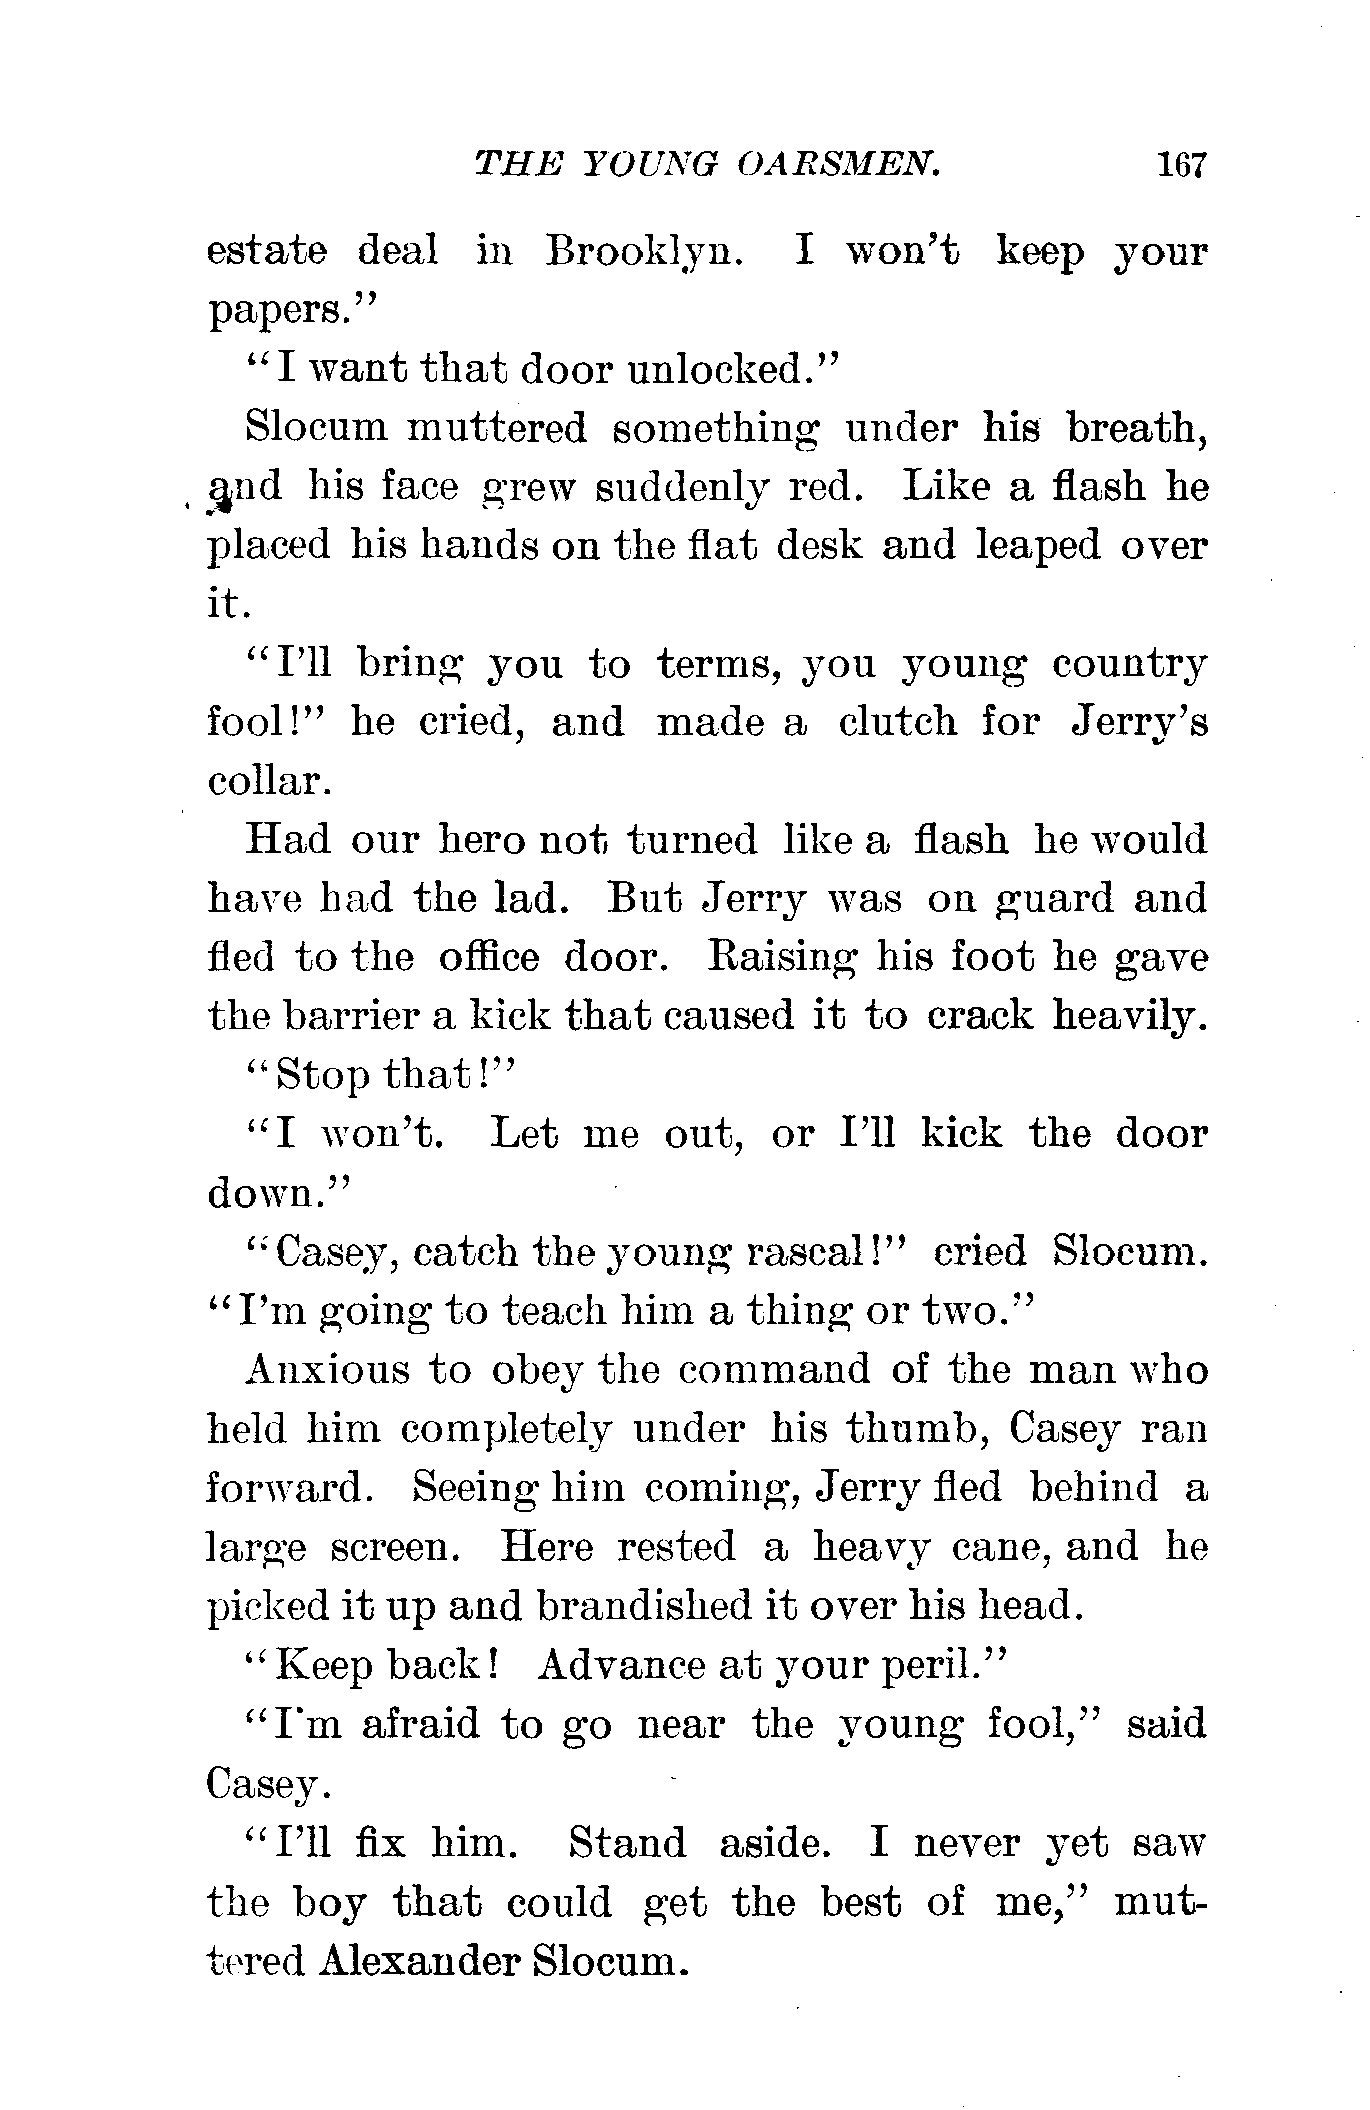 THE YOUNG OARSMEN. 167
estate deal in Brooklyn. I won't keep your
papers."
"I want that door unlocked."
Slocum muttered something under his breath,
and his face grew suddenly red. Like a flash he
placed his hands on the flat desk and leaped over
it.
"I'll bring you to terms, you young country
fool!" he cried, and made a clutch for Jerry's
collar.
Had our hero not turned like a flash he would
have had the lad. But Jerry was on guard and
fled to the office door. Raising his foot he gave
the barrier a kick that caused it to crack heavily.
"Stop that!"
"I won't. Let me out, or I'll kick the door
down."
"Casey, catch the young rascal!" cried Slocum.
"I'm going to teach him a thing or two."
Anxious to obey the command of the man who
held him completely under his thumb, Casey ran
forward. Seeing him coming, Jerry fled behind a
large screen. Here rested a heavy cane, and he
picked it up and brandished it over his head.
"Keep back! Advance at your peril."
"I'm afraid to go near the young fool," said
Casey.
"I'll fix him. Stand aside. I never yet saw
the boy that could get the best of me," mut-
tered Alexander Slocum.